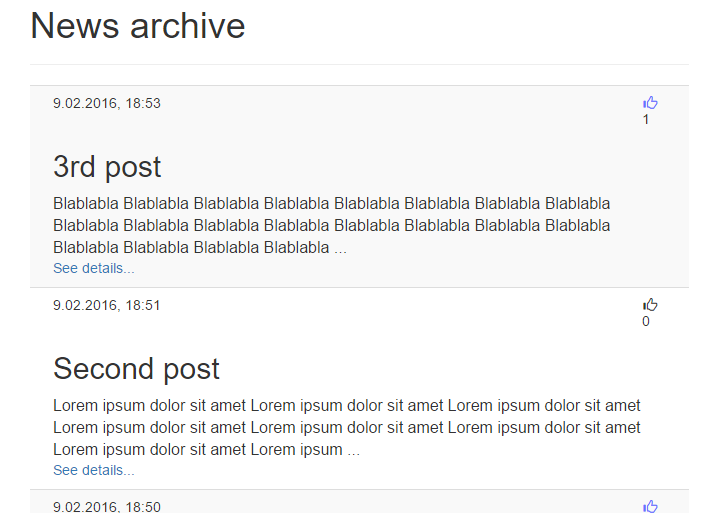 News archive
9.02.2016, 18:53
1
3rd post
Blablabla Blablabla Blablabla Blablabla Blablabla Blablabla Blablabla Blablabla
Blablabla Blablabla Blablabla Blablabla Blablabla Blablabla Blablabla Blablabla
Blablabla Blablabla Blablabla Blablabla ...
See details...
9.02.2016, 18:51
0
Second post
Lorem ipsum dolor sit amet Lorem ipsum dolor sit amet Lorem ipsum dolor sit amet
Lorem ipsum dolor sit amet Lorem ipsum dolor sit amet Lorem ipsum dolor sit amet
Lorem ipsum dolor sit amet Lorem ipsum ...
See details...
9.02.2016, 18:50